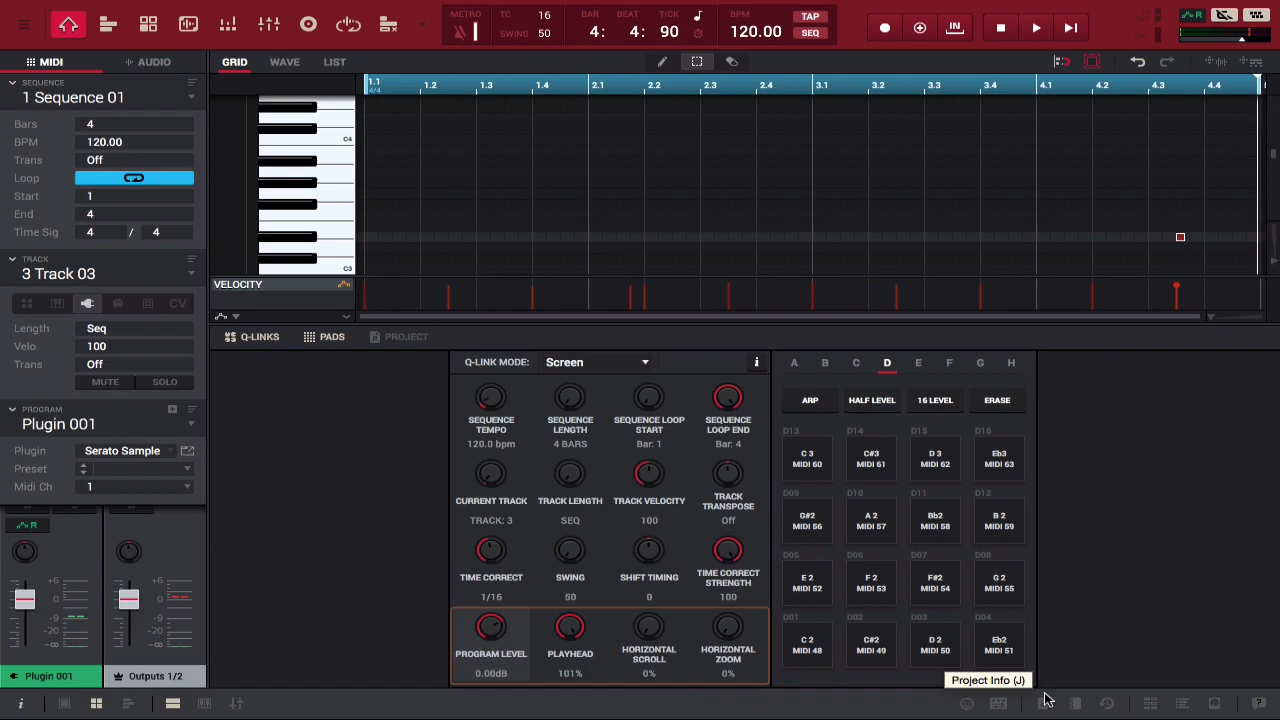 METRO
TC 16
SWING 50
BAR BEAT TICK
4: 4: 90
BPM
120.00
TAP
SEQ
IN
R
MIDI AUDIO
GRID WAVE LIST
SEQUENCE
1 Sequence 01
Bars 4
BPM 120.00
Trans Off
Loop
Start 1
End 4
Time Sig 4 / 4
TRACK
3 Track 03
CV
Length Seq
Velo 100
Trans Off
MUTE SOLO
PROGRAM
Plugin 001
Plugin Serato Sample
Preset
Midi Ch 1
R
+6 +6
0 0
-9 -9
-20 -20
-∞ -∞
Plugin 001 Outputs 1/2
1.1 1.2 1.3 1.4 2.1 2.2 2.3 2.4 3.1 3.2 3.3 3.4 4.1 4.2 4.3 4.4
4/4
C4
C3
VELOCITY
Q-LINKS PADS PROJECT
Q-LINK MODE: Screen i
SEQUENCE TEMPO
120.0 bpm
SEQUENCE LENGTH
4 BARS
SEQUENCE LOOP START
Bar: 1
SEQUENCE LOOP END
Bar: 4
CURRENT TRACK
TRACK: 3
TRACK LENGTH
SEQ
TRACK VELOCITY
100
TRACK TRANSPOSE
Off
TIME CORRECT
1/16
SWING
50
SHIFT TIMING
0
TIME CORRECT STRENGTH
100
PROGRAM LEVEL
0.00dB
PLAYHEAD
101%
HORIZONTAL SCROLL
0%
HORIZONTAL ZOOM
0%
A B C D E F G H
ARP HALF LEVEL 16 LEVEL ERASE
D13 D14 D15 D16
C 3 C#3 D 3 Eb3
MIDI 60 MIDI 61 MIDI 62 MIDI 63
D09 D10 D11 D12
G#2 A 2 Bb2 B 2
MIDI 56 MIDI 57 MIDI 58 MIDI 59
D05 D06 D07 D08
E 2 F 2 F#2 G 2
MIDI 52 MIDI 53 MIDI 54 MIDI 55
D01 D02 D03 D04
C 2 C#2 D 2 Eb2
MIDI 48 MIDI 49 MIDI 50 MIDI 51
Project Info (J)
i